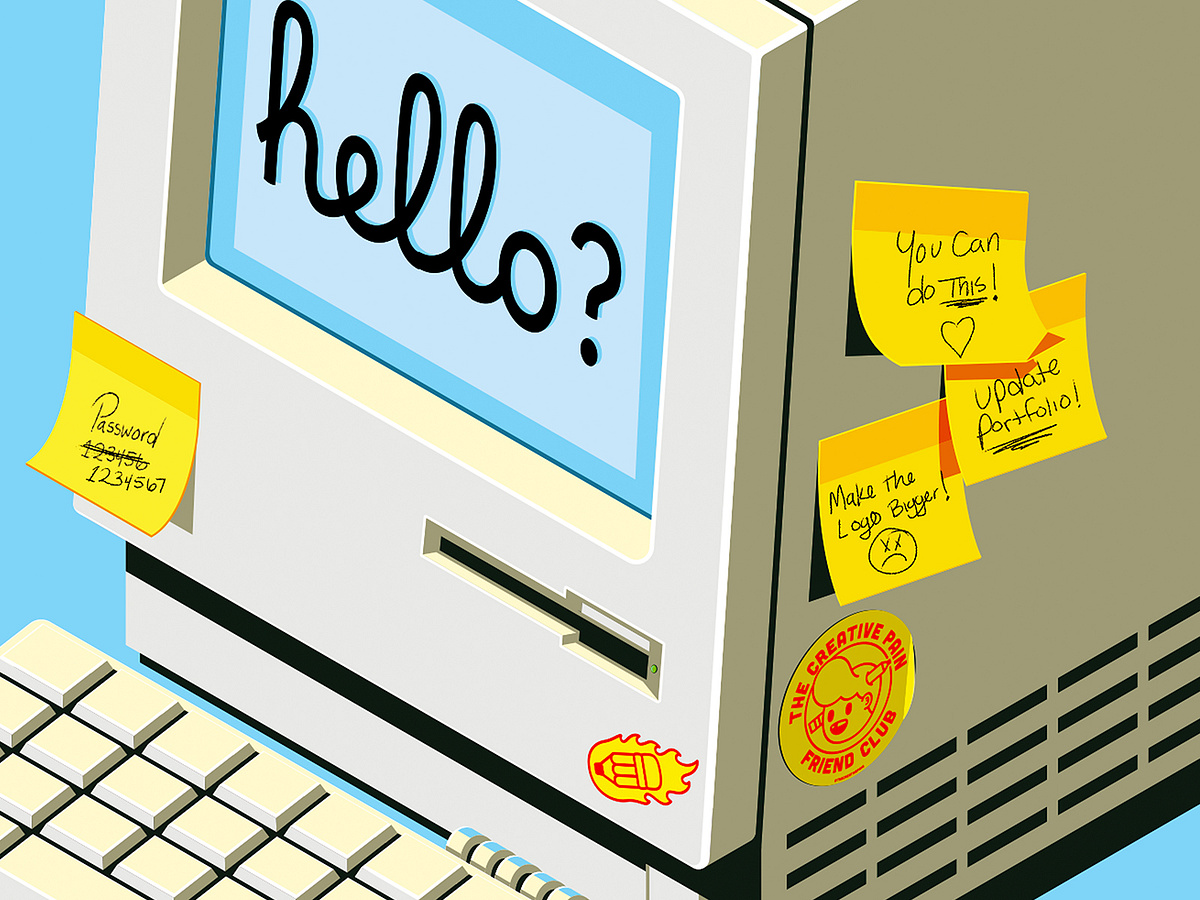 hello?
You Can
do This!
Update
Portfolio!
Make the
Logo Bigger!
Password
123456
1234567
THE CREATIVE PAIN
FRIEND CLUB